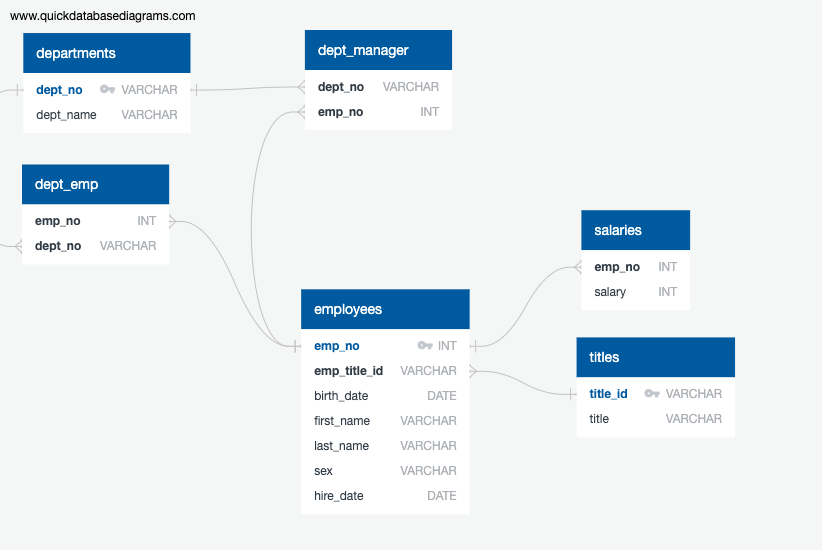 www.quickdatabasediagrams.com
departments
dept_no VARCHAR
dept_name VARCHAR
dept_manager
dept_no VARCHAR
emp_no INT
dept_emp
emp_no INT
dept_no VARCHAR
salaries
emp_no INT
salary INT
employees
emp_no INT
emp_title_id VARCHAR
birth_date DATE
first_name VARCHAR
last_name VARCHAR
sex VARCHAR
hire_date DATE
titles
title_id VARCHAR
title VARCHAR